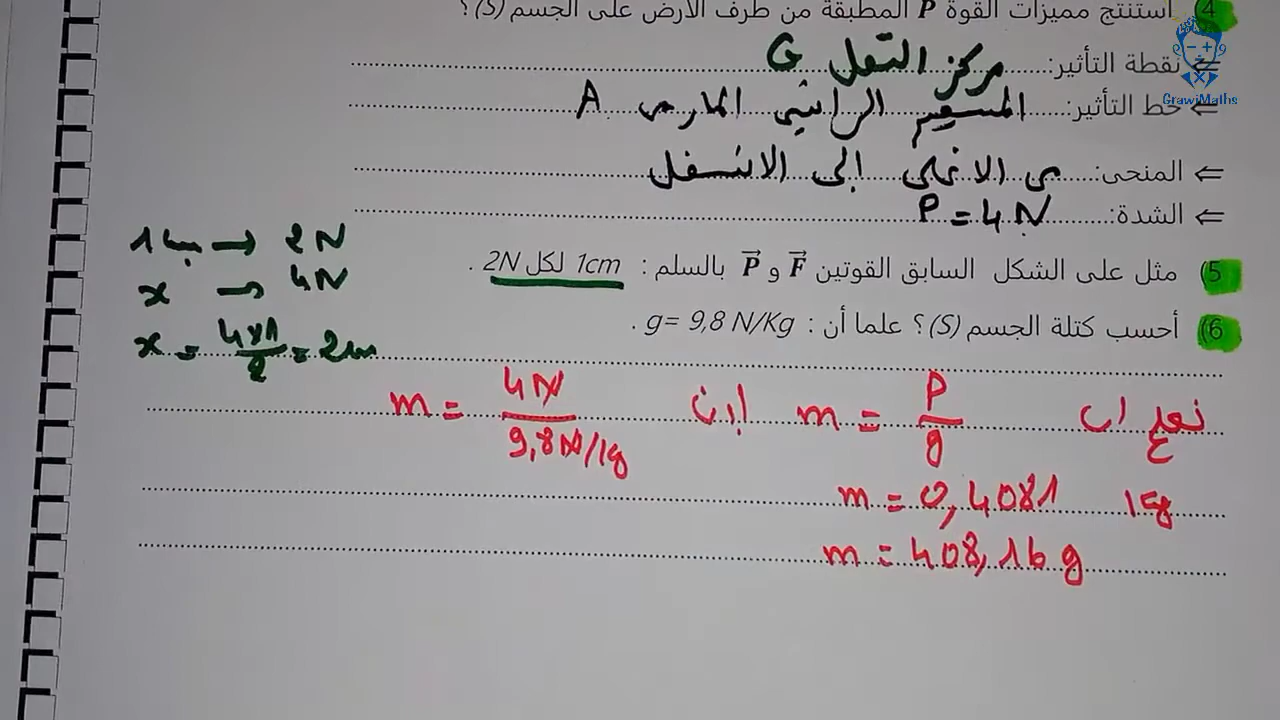 4) استنتج مميزات القوة P المطبقة من طرف الأرض على الجسم (S)؟
GrawiMaths
⇐ نقطة التأثير: مركز الثقل G
⇐ خط التأثير: المستقيم الرأسي المار من A
⇐ المنحى: من الأعلى إلى الأسفل
⇐ الشدة: P = 4 N
5) مثل على الشكل السابق القوتين F⃗ و P⃗ بالسلم : 1cm لكل 2N .
1cm → 2N
x → 4N
x = 4×1/2 = 2cm
6) أحسب كتلة الجسم (S)؟ علما أن : g= 9,8 N/Kg .
نعلم أن m = P/g إذن m = 4N/9,8N/kg
m = 0,4081 kg
m = 408,16 g